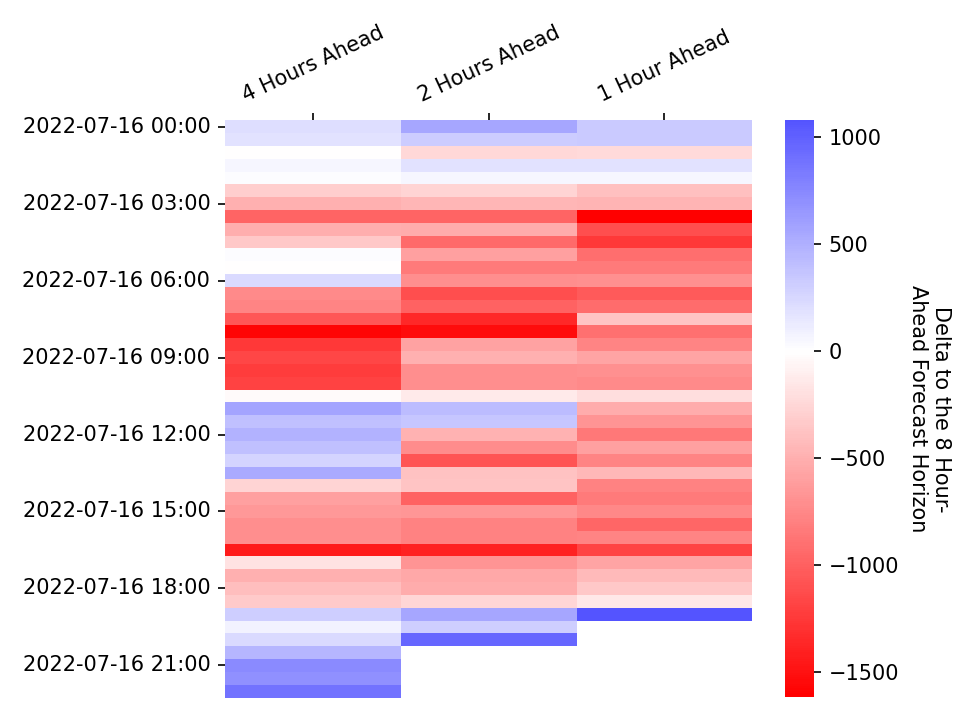 4 Hours Ahead
2 Hours Ahead
1 Hour Ahead
2022-07-16 00:00
2022-07-16 03:00
2022-07-16 06:00
2022-07-16 09:00
2022-07-16 12:00
2022-07-16 15:00
2022-07-16 18:00
2022-07-16 21:00
1000
500
0
−500
−1000
−1500
Delta to the 8 Hour-
Ahead Forecast Horizon